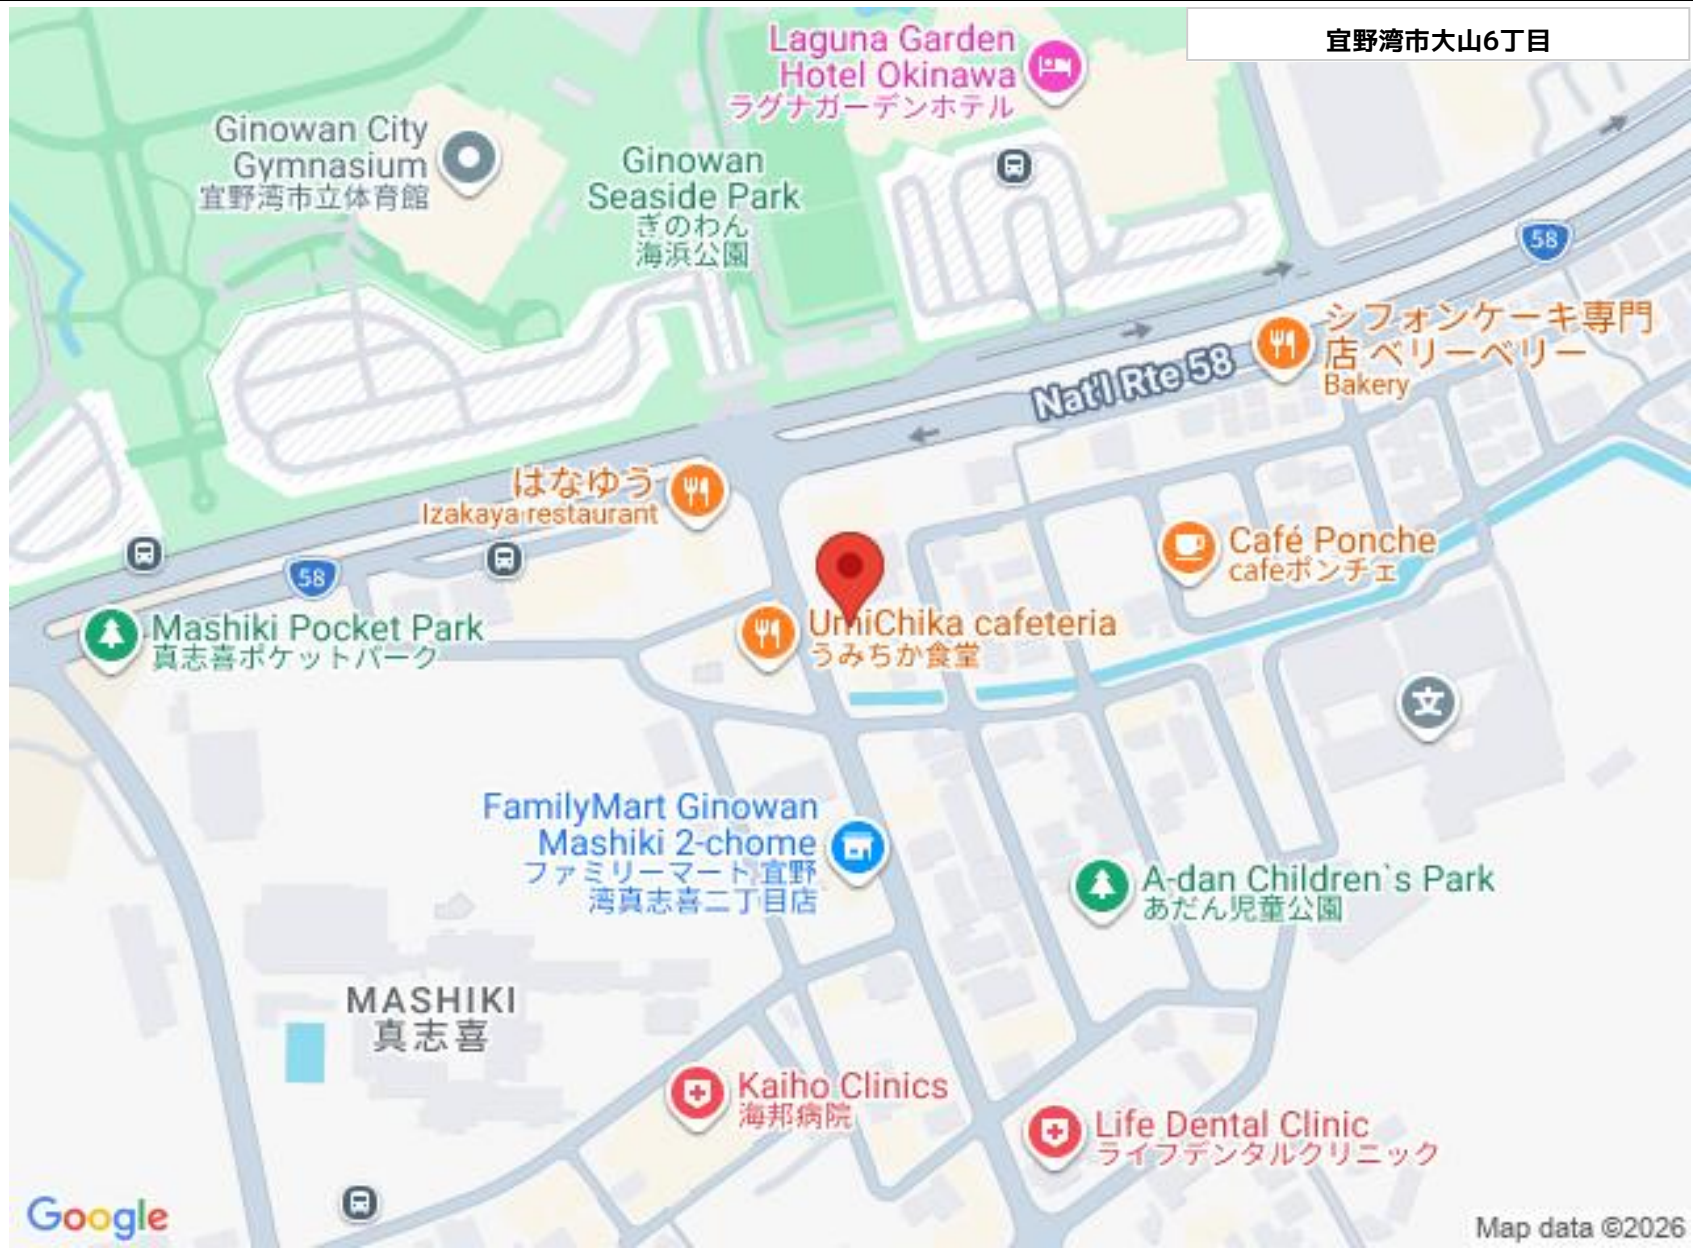 宜野湾市大山6丁目
Laguna Garden
Hotel Okinawa
ラグナガーデンホテル
Ginowan City
Gymnasium
宜野湾市立体育館
Ginowan
Seaside Park
ぎのわん
海浜公園
58
シフォンケーキ専門
店 ベリーベリー
Bakery
Nat'l Rte 58
はなゆう
Izakaya restaurant
Café Ponche
cafeポンチェ
58
Mashiki Pocket Park
真志喜ポケットパーク
UmiChika cafeteria
うみちか食堂
文
FamilyMart Ginowan
Mashiki 2-chome
ファミリーマート 宜野
湾真志喜二丁目店
A-dan Children`s Park
あだん児童公園
MASHIKI
真志喜
Kaiho Clinics
海邦病院
Life Dental Clinic
ライフデンタルクリニック
Google
Map data ©2026